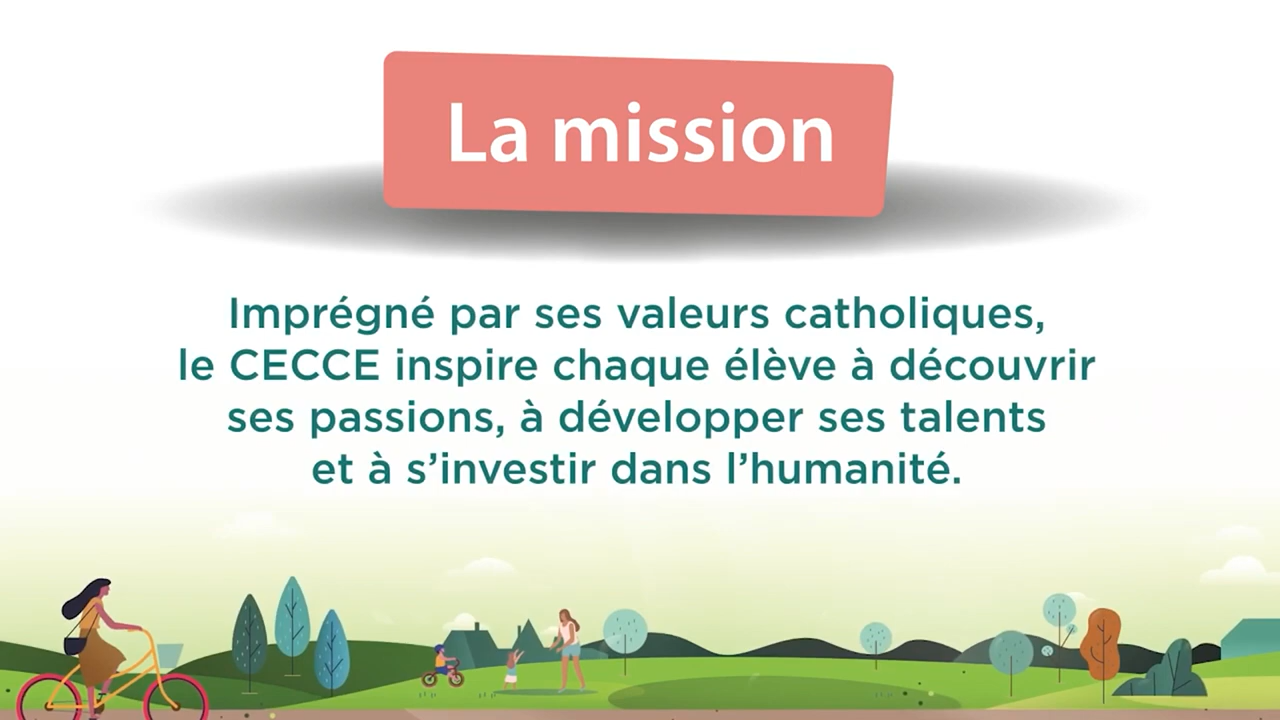 La mission
Imprégné par ses valeurs catholiques,
le CECCE inspire chaque élève à découvrir
ses passions, à développer ses talents
et à s’investir dans l’humanité.